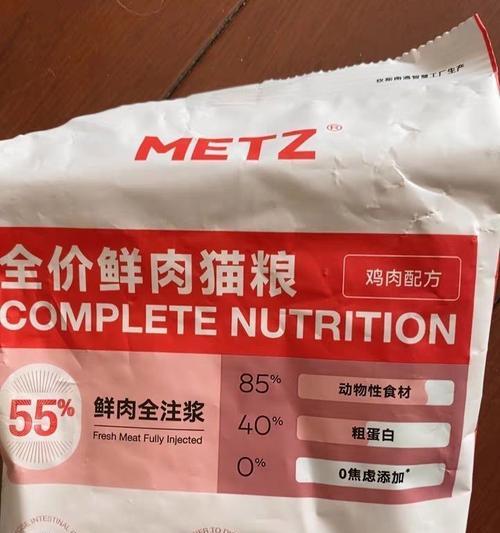 METZ®
全价鲜肉猫粮
鸡肉配方
COMPLETE NUTRITION
55%
鲜肉全注浆
Fresh Meat Fully Injected
85%
动物性食材
40%
粗蛋白
0%
0焦虑添加*